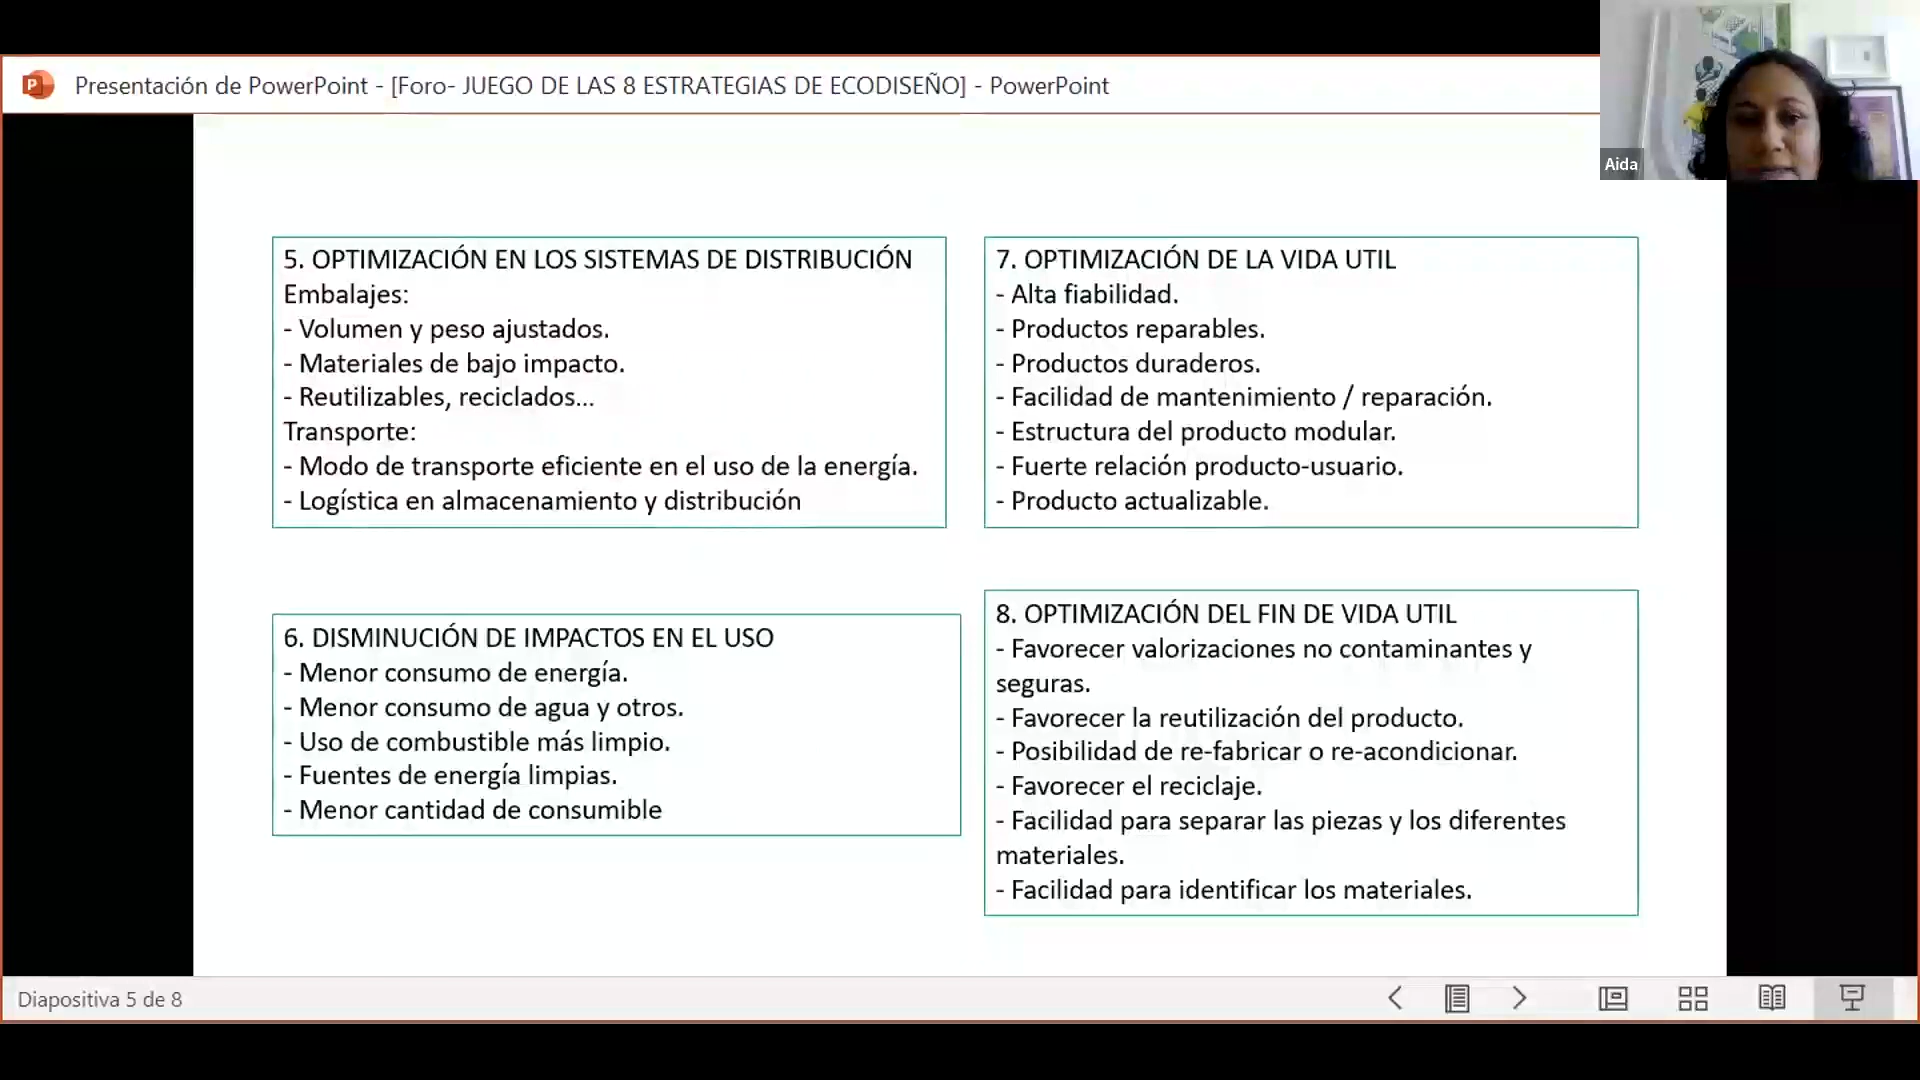 Presentación de PowerPoint - [Foro- JUEGO DE LAS 8 ESTRATEGIAS DE ECODISEÑO] - PowerPoint
Aida
5. OPTIMIZACIÓN EN LOS SISTEMAS DE DISTRIBUCIÓN
Embalajes:
- Volumen y peso ajustados.
- Materiales de bajo impacto.
- Reutilizables, reciclados...
Transporte:
- Modo de transporte eficiente en el uso de la energía.
- Logística en almacenamiento y distribución
6. DISMINUCIÓN DE IMPACTOS EN EL USO
- Menor consumo de energía.
- Menor consumo de agua y otros.
- Uso de combustible más limpio.
- Fuentes de energía limpias.
- Menor cantidad de consumible
7. OPTIMIZACIÓN DE LA VIDA UTIL
- Alta fiabilidad.
- Productos reparables.
- Productos duraderos.
- Facilidad de mantenimiento / reparación.
- Estructura del producto modular.
- Fuerte relación producto-usuario.
- Producto actualizable.
8. OPTIMIZACIÓN DEL FIN DE VIDA UTIL
- Favorecer valorizaciones no contaminantes y
seguras.
- Favorecer la reutilización del producto.
- Posibilidad de re-fabricar o re-acondicionar.
- Favorecer el reciclaje.
- Facilidad para separar las piezas y los diferentes
materiales.
- Facilidad para identificar los materiales.
Diapositiva 5 de 8